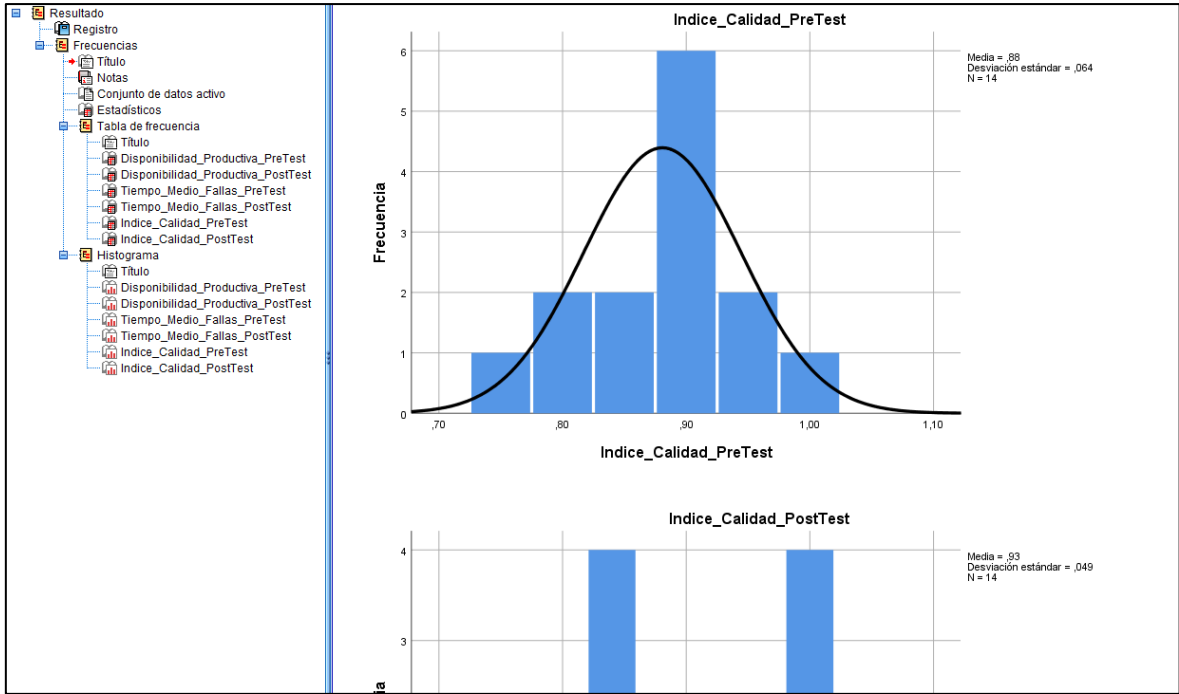 Resultado
Registro
Frecuencias
Título
Notas
Conjunto de datos activo
Estadísticos
Tabla de frecuencia
Título
Disponibilidad_Productiva_PreTest
Disponibilidad_Productiva_PostTest
Tiempo_Medio_Fallas_PreTest
Tiempo_Medio_Fallas_PostTest
Indice_Calidad_PreTest
Indice_Calidad_PostTest
Histograma
Título
Disponibilidad_Productiva_PreTest
Disponibilidad_Productiva_PostTest
Tiempo_Medio_Fallas_PreTest
Tiempo_Medio_Fallas_PostTest
Indice_Calidad_PreTest
Indice_Calidad_PostTest
Indice_Calidad_PreTest
Media = ,88
Desviación estándar = ,064
N = 14
Frecuencia
6
5
4
3
2
1
0
,70 ,80 ,90 1,00 1,10
Indice_Calidad_PreTest
Indice_Calidad_PostTest
Media = ,93
Desviación estándar = ,049
N = 14
4
3